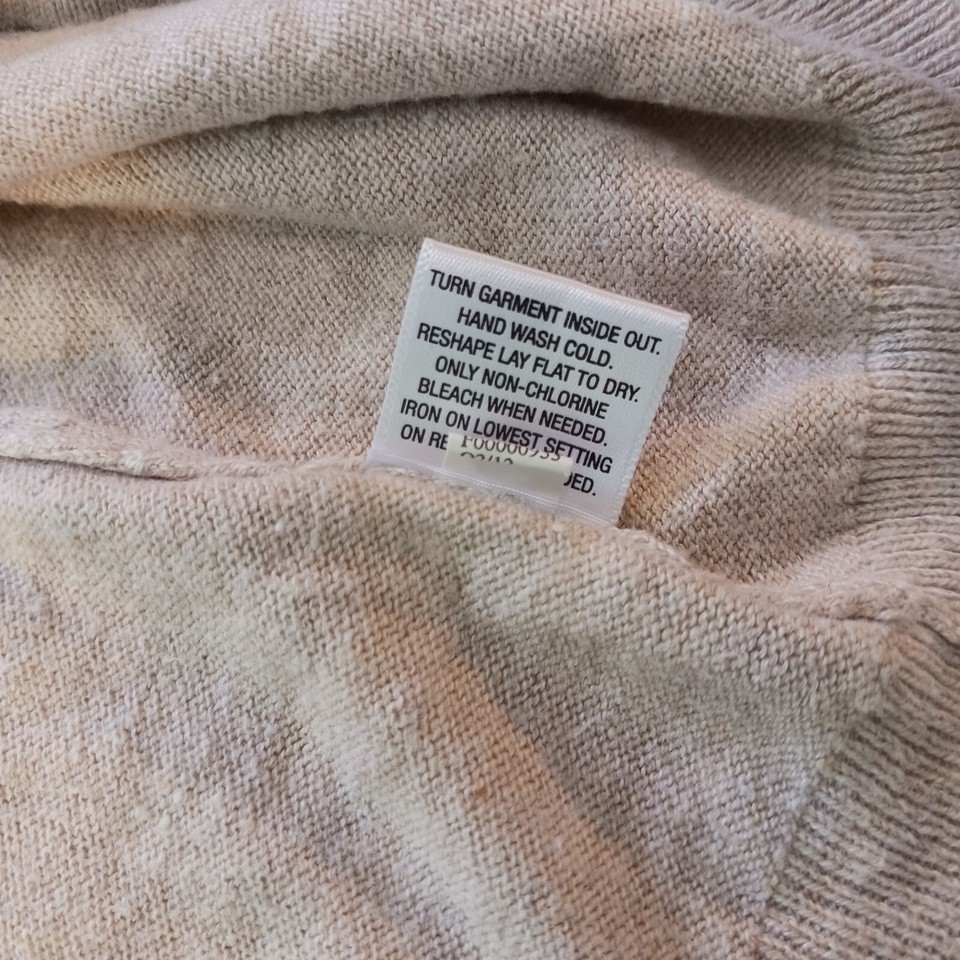 TURN GARMENT INSIDE OUT.
HAND WASH COLD.
RESHAPE LAY FLAT TO DRY.
ONLY NON-CHLORINE
BLEACH WHEN NEEDED.
IRON ON LOWEST SETTING
ON